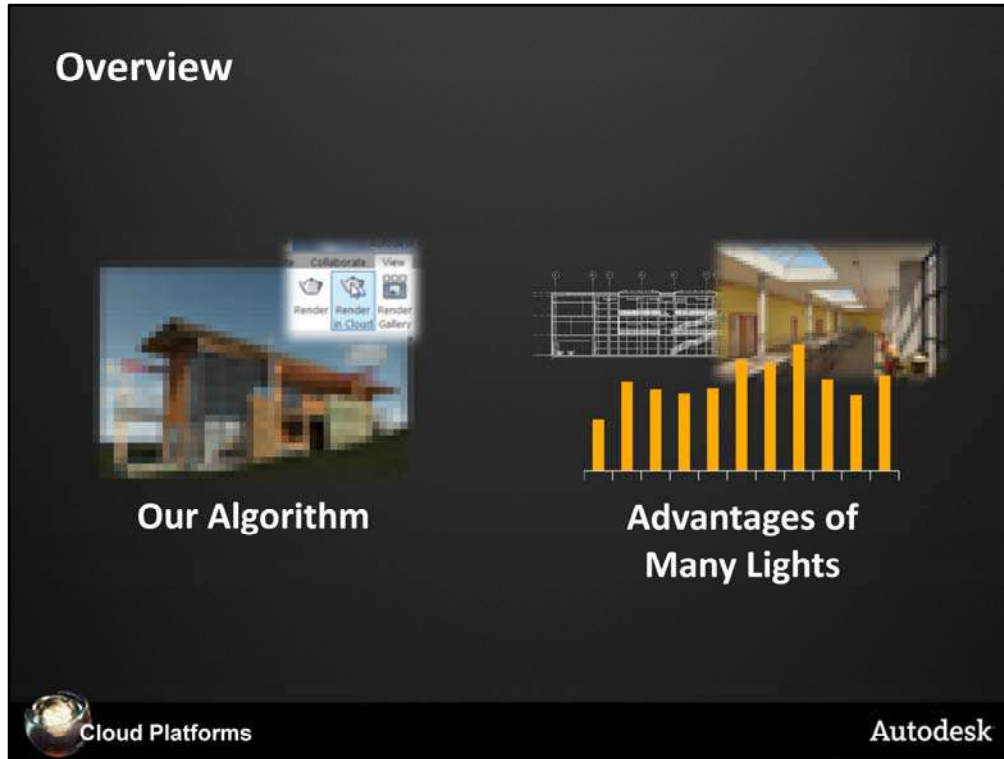 Overview
Collaborate View
Render Render Render
in Cloud Gallery
Our Algorithm
Advantages of
Many Lights
Cloud Platforms
Autodesk